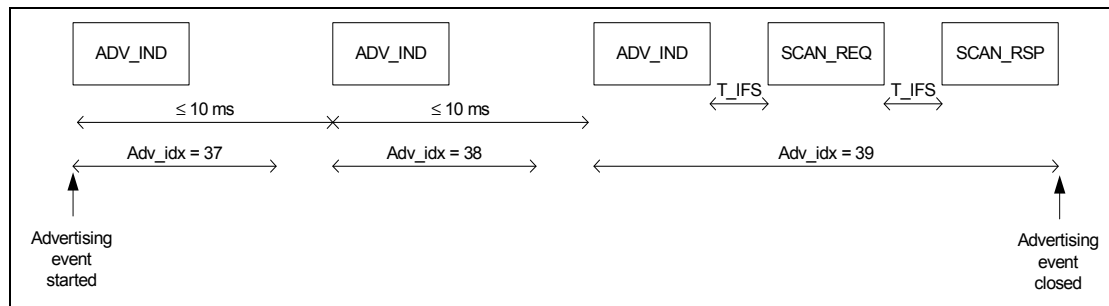 ADV_IND
ADV_IND
ADV_IND
SCAN_REQ
SCAN_RSP
T_IFS
T_IFS
≤ 10 ms
≤ 10 ms
Adv_idx = 37
Adv_idx = 38
Adv_idx = 39
Advertising
event
started
Advertising
event
closed